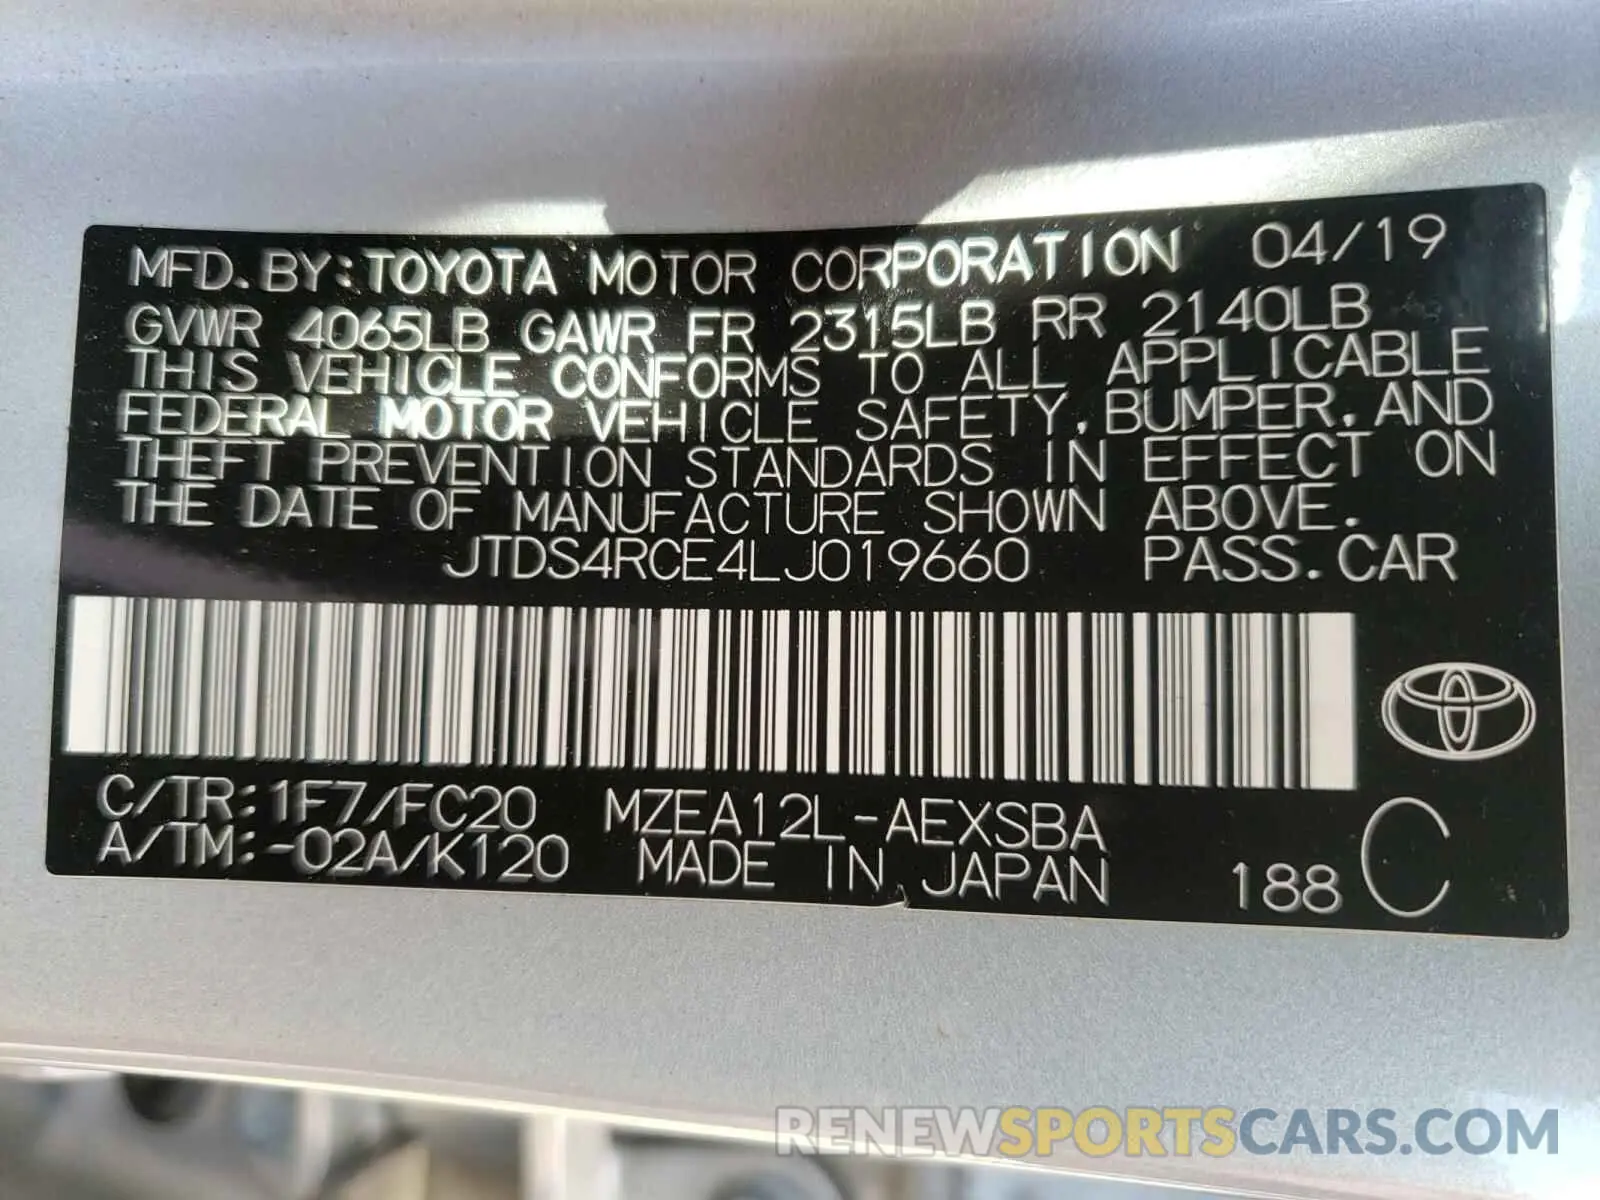 MFD. BY: TOYOTA MOTOR CORPORATION 04/19
GVWR 4065LB GAWR FR 2315LB RR 2140LB
THIS VEHICLE CONFORMS TO ALL APPLICABLE
FEDERAL MOTOR VEHICLE SAFETY, BUMPER, AND
THEFT PREVENTION STANDARDS IN EFFECT ON
THE DATE OF MANUFACTURE SHOWN ABOVE.
JTDS4RCE4LJ019660 PASS. CAR
C/TR: 1F7/FC20 MZEA12L-AEXSBA
A/TM: -02A/K120 MADE IN JAPAN 188 C
RENEWSPORTSCARS.COM